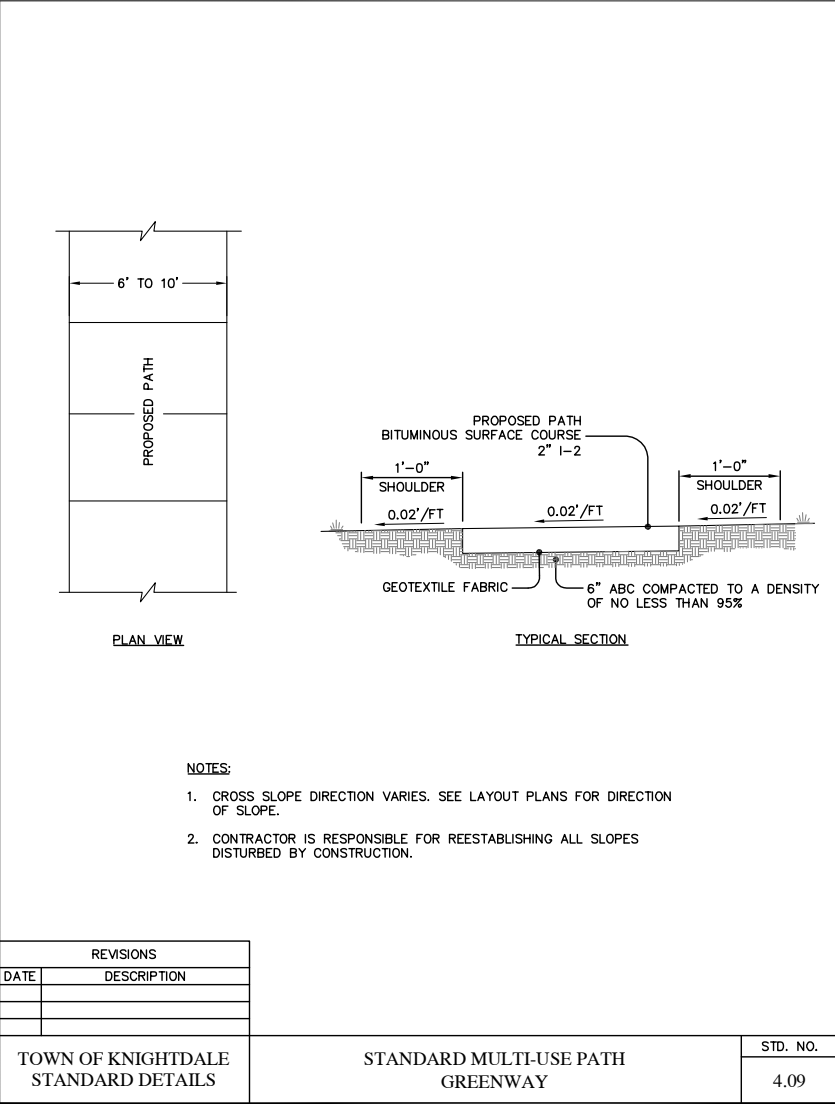 6' TO 10'
PROPOSED PATH
PLAN VIEW
PROPOSED PATH
BITUMINOUS SURFACE COURSE
2" I-2
1'-0"
SHOULDER
0.02'/FT
0.02'/FT
1'-0"
SHOULDER
0.02'/FT
GEOTEXTILE FABRIC
6" ABC COMPACTED TO A DENSITY
OF NO LESS THAN 95%
TYPICAL SECTION
NOTES:
1. CROSS SLOPE DIRECTION VARIES. SEE LAYOUT PLANS FOR DIRECTION
OF SLOPE.
2. CONTRACTOR IS RESPONSIBLE FOR REESTABLISHING ALL SLOPES
DISTURBED BY CONSTRUCTION.
REVISIONS
DATE DESCRIPTION
TOWN OF KNIGHTDALE
STANDARD DETAILS
STANDARD MULTI-USE PATH
GREENWAY
STD. NO.
4.09